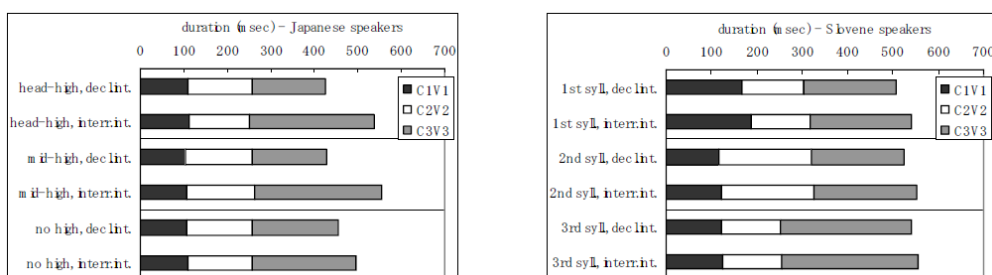 duration (msec) - Japanese speakers
0 100 200 300 400 500 600 700
head-high, decl.int.
head-high, interr.int.
mid-high, decl.int.
mid-high, interr.int.
no high, decl.int.
no high, interr.int.
C1V1
C2V2
C3V3
duration (msec) - Slovene speakers
0 100 200 300 400 500 600 700
1st syll, decl.int.
1st syll, interr.int.
2nd syll, decl.int.
2nd syll, interr.int.
3rd syll, decl.int.
3rd syll, interr.int.
C1V1
C2V2
C3V3